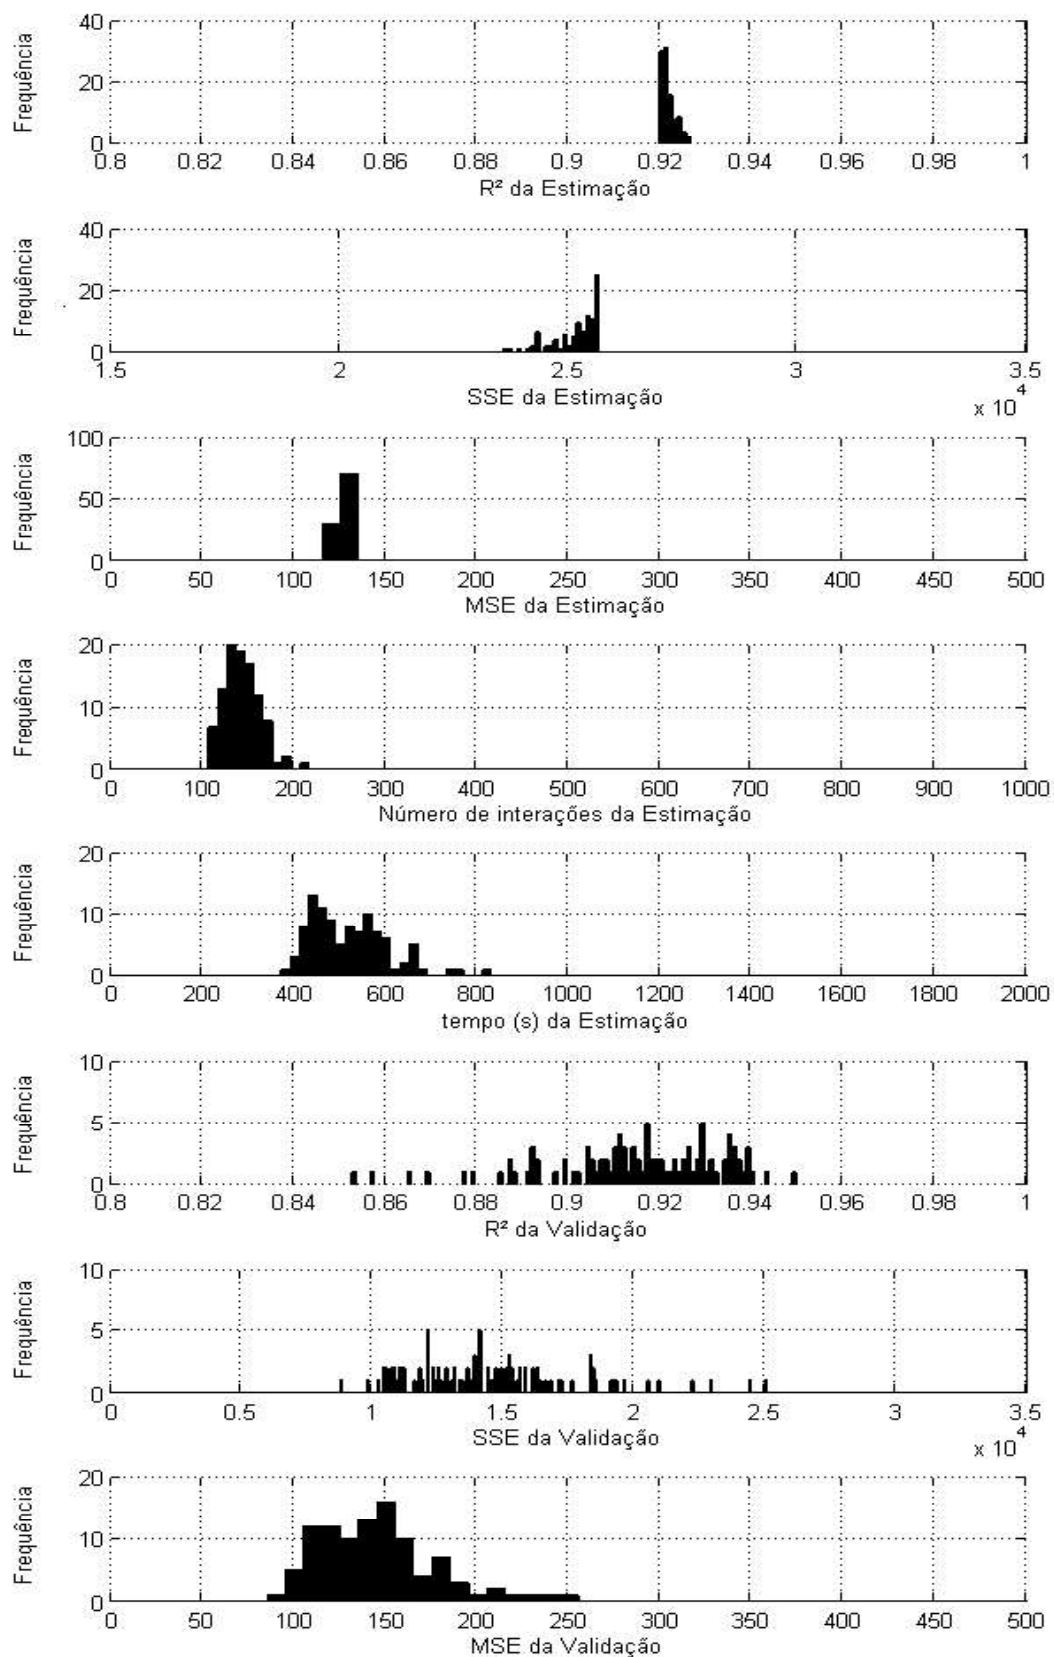 40
20
0
Frequência
0.8 0.82 0.84 0.86 0.88 0.9 0.92 0.94 0.96 0.98 1
R² da Estimação
40
20
0
Frequência
1.5 2 2.5 3 3.5
SSE da Estimação
x 10⁴
100
50
0
Frequência
0 50 100 150 200 250 300 350 400 450 500
MSE da Estimação
20
10
0
Frequência
0 100 200 300 400 500 600 700 800 900 1000
Número de interações da Estimação
20
10
0
Frequência
0 200 400 600 800 1000 1200 1400 1600 1800 2000
tempo (s) da Estimação
10
5
0
Frequência
0.8 0.82 0.84 0.86 0.88 0.9 0.92 0.94 0.96 0.98 1
R² da Validação
10
5
0
Frequência
0 0.5 1 1.5 2 2.5 3 3.5
SSE da Validação
x 10⁴
20
10
0
Frequência
0 50 100 150 200 250 300 350 400 450 500
MSE da Validação